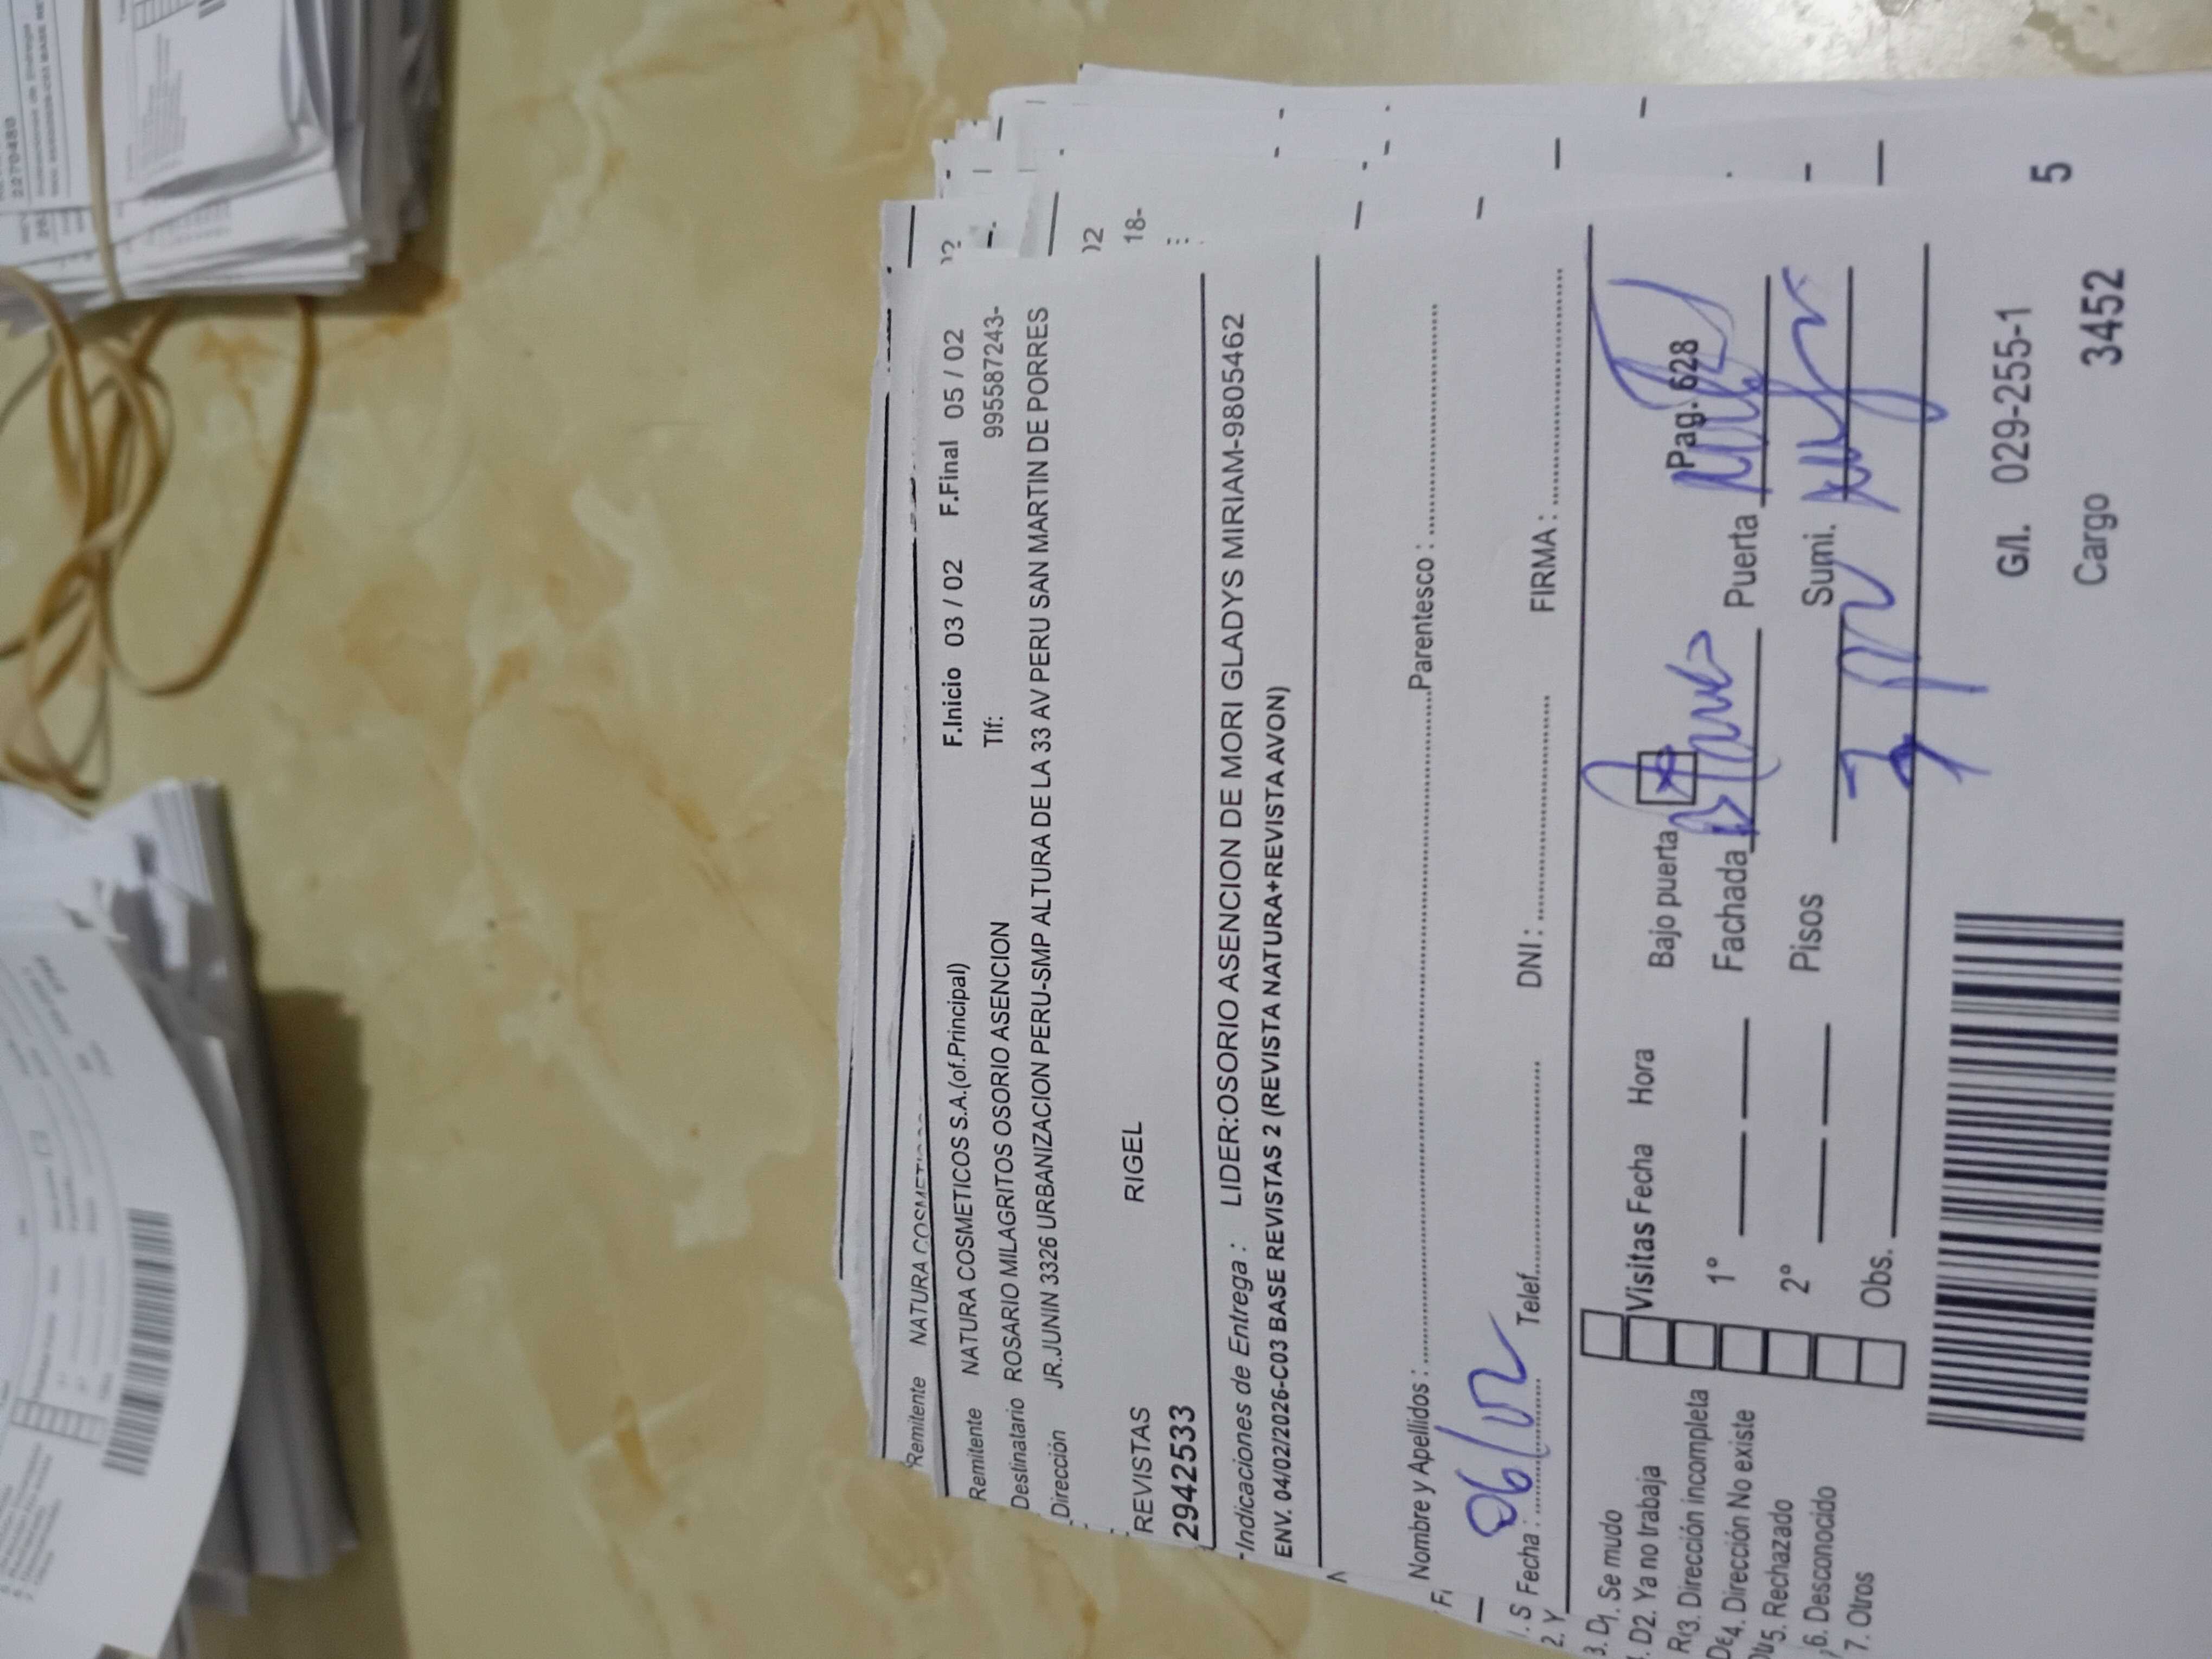 Remitente NATURA COSMETICOS
Remitente NATURA COSMETICOS S.A.(of.Principal) F.Inicio 03 / 02 F.Final 05 / 02
Destinatario ROSARIO MILAGRITOS OSORIO ASENCION Tlf: 995587243-
Dirección JR.JUNIN 3326 URBANIZACION PERU-SMP ALTURA DE LA 33 AV PERU SAN MARTIN DE PORRES
REVISTAS RIGEL 18-
2942533
Indicaciones de Entrega : LIDER:OSORIO ASENCION DE MORI GLADYS MIRIAM-9805462
ENV. 04/02/2026-C03 BASE REVISTAS 2 (REVISTA NATURA+REVISTA AVON)
Nombre y Apellidos : Parentesco :
Fecha : 06/02 Telef. DNI : FIRMA :
1. Se mudo
2. Ya no trabaja
3. Dirección incompleta
4. Dirección No existe
5. Rechazado
6. Desconocido
7. Otros
Visitas Fecha Hora
1º
2º
Obs.
Bajo puerta x Pag. 628
Fachada Blanco Puerta
Pisos Sumi.
G/l. 029-255-1
Cargo 3452 5